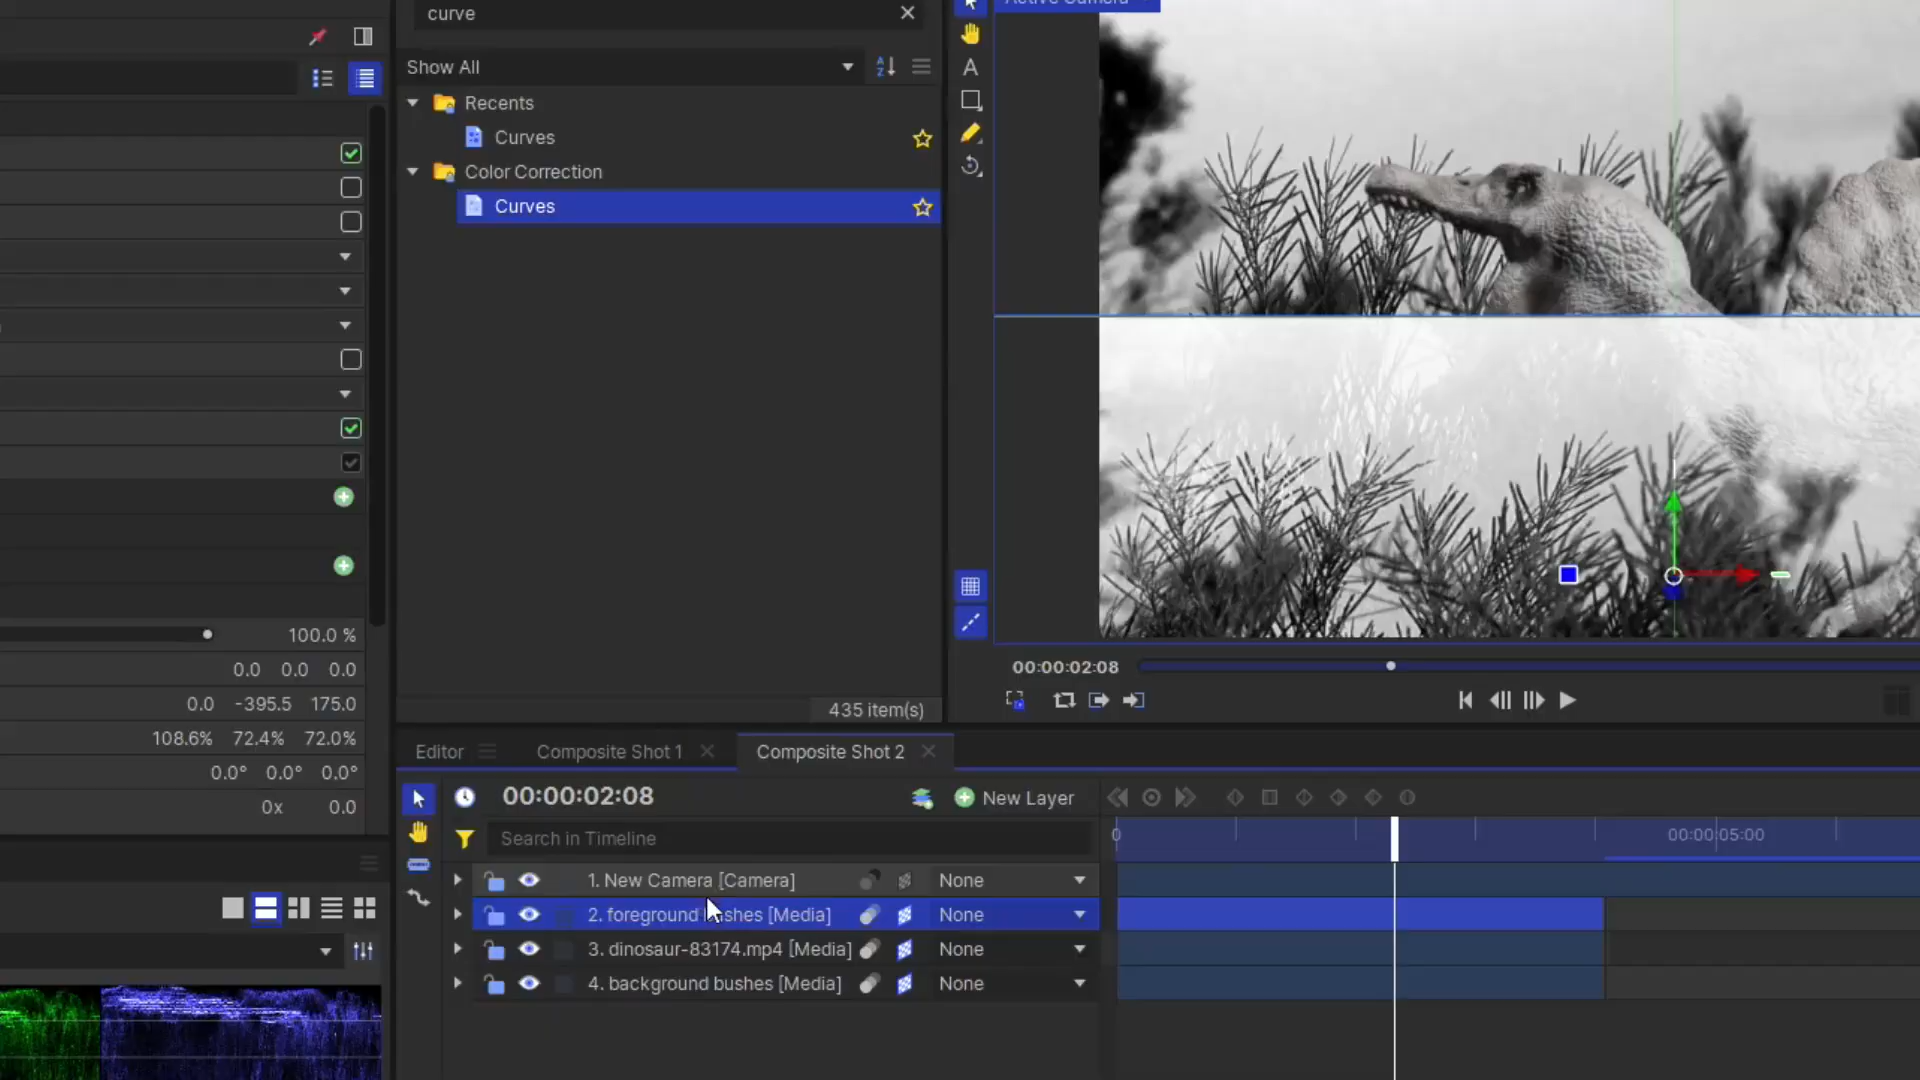 curve
Show All
Recents
Curves
Color Correction
Curves
435 item(s)
Active Camera
A
00:00:02:08
100.0 %
0.0 0.0 0.0
0.0 -395.5 175.0
108.6% 72.4% 72.0%
0.0° 0.0° 0.0°
0x 0.0
Editor
Composite Shot 1
Composite Shot 2
00:00:02:08
New Layer
Search in Timeline
0
00:00:05:00
1. New Camera [Camera]
None
2. foreground bushes [Media]
None
3. dinosaur-83174.mp4 [Media]
None
4. background bushes [Media]
None